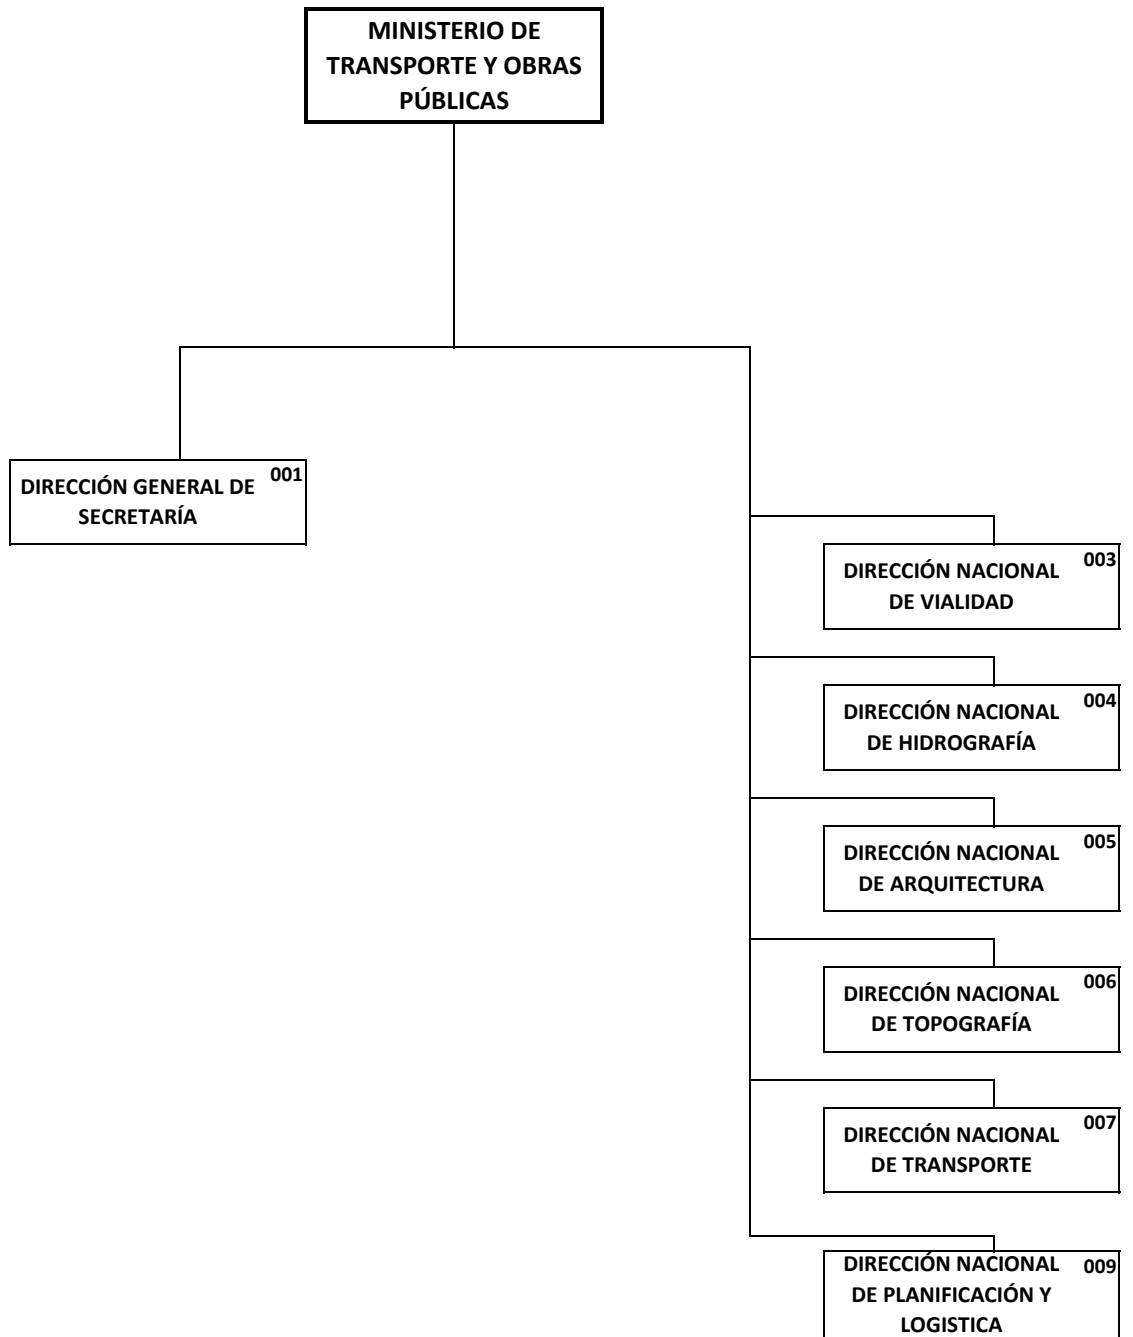 MINISTERIO DE
TRANSPORTE Y OBRAS
PÚBLICAS
DIRECCIÓN GENERAL DE 001
SECRETARÍA
DIRECCIÓN NACIONAL 003
DE VIALIDAD
DIRECCIÓN NACIONAL 004
DE HIDROGRAFÍA
DIRECCIÓN NACIONAL 005
DE ARQUITECTURA
DIRECCIÓN NACIONAL 006
DE TOPOGRAFÍA
DIRECCIÓN NACIONAL 007
DE TRANSPORTE
DIRECCIÓN NACIONAL 009
DE PLANIFICACIÓN Y
LOGISTICA